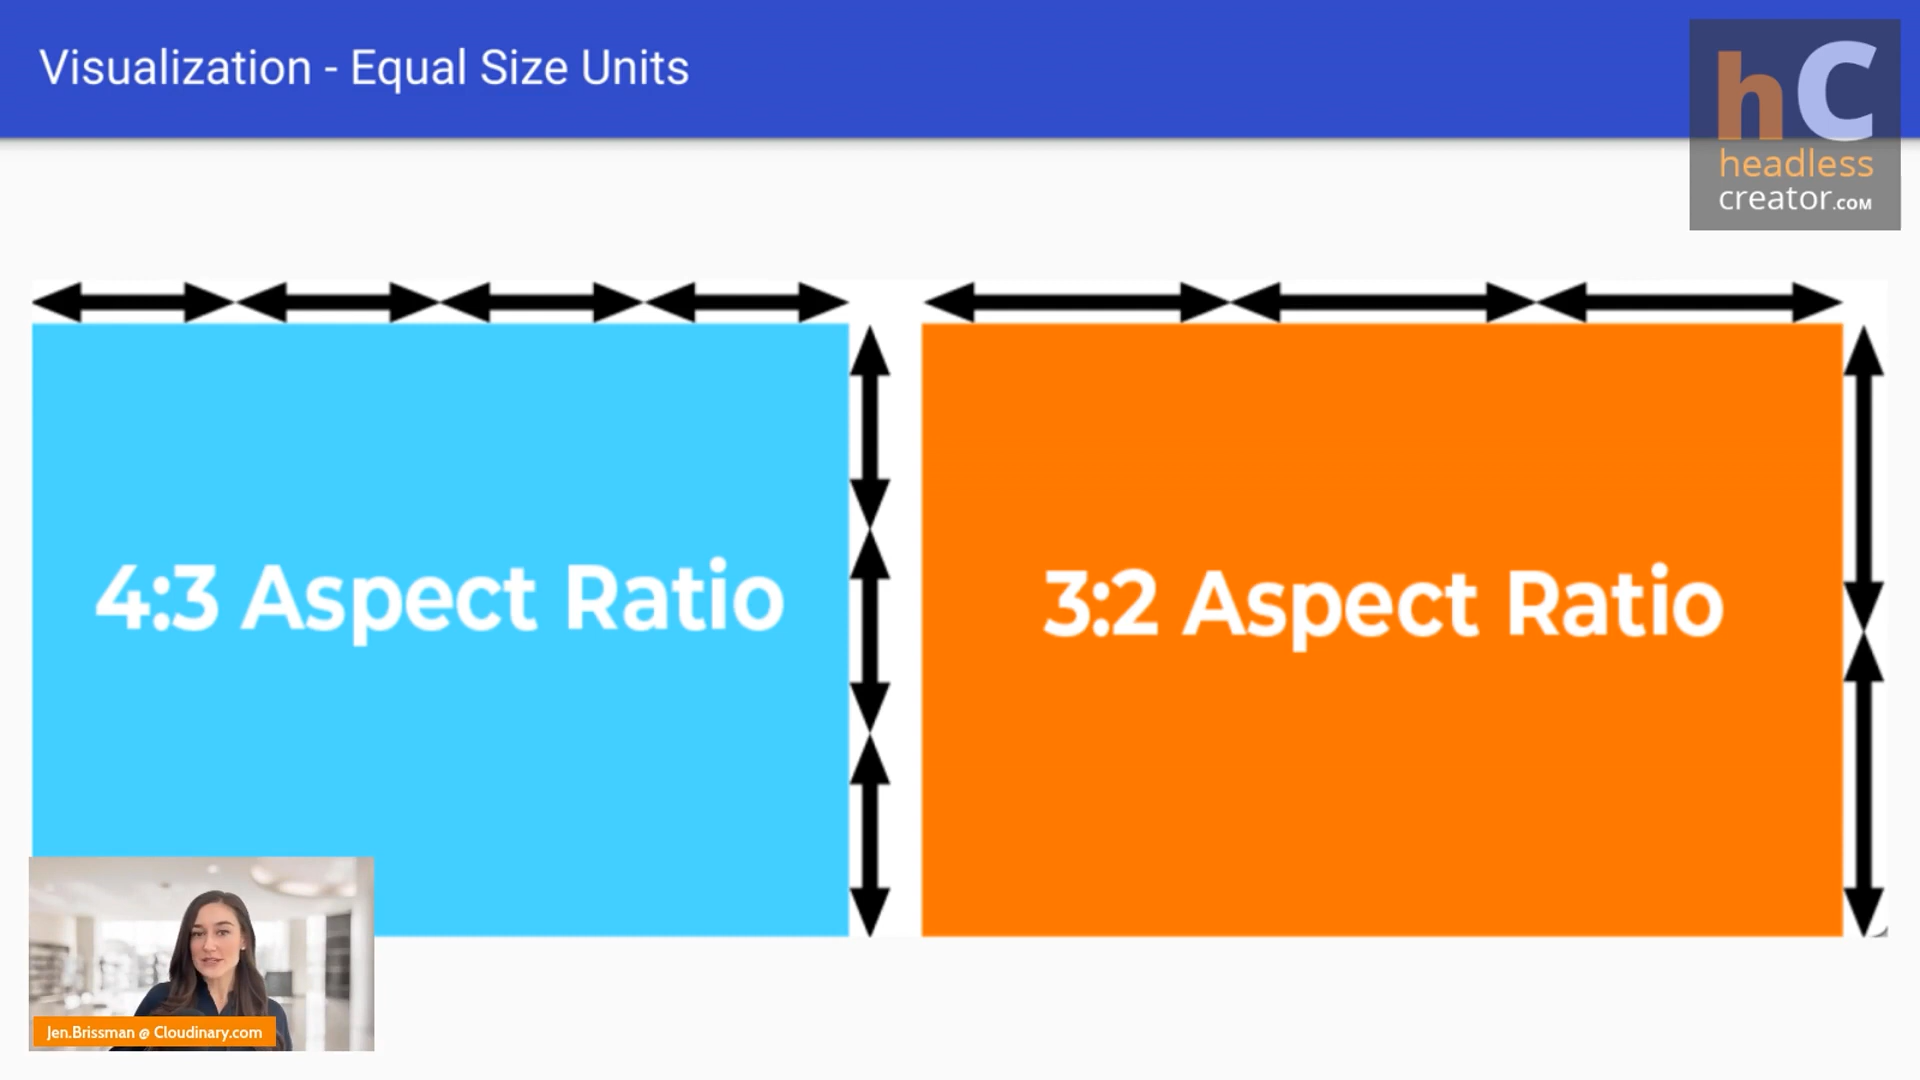 Visualization - Equal Size Units
hC
headless
creator.COM
4:3 Aspect Ratio
3:2 Aspect Ratio
Jen.Brissman @ Cloudinary.com